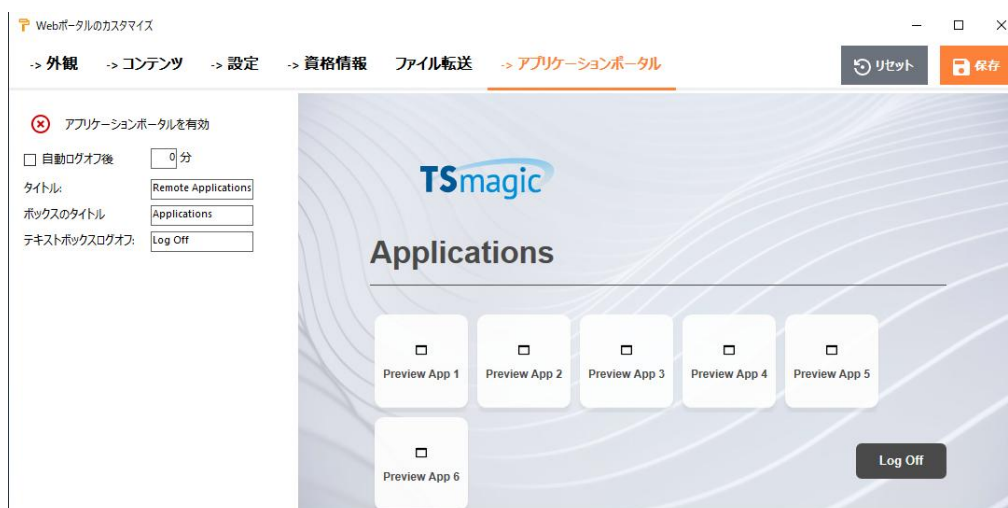 Webポータルのカスタマイズ
-> 外観 -> コンテンツ -> 設定 -> 資格情報 ファイル転送 -> アプリケーションポータル リセット 保存
アプリケーションポータルを有効
自動ログオフ後 0 分
タイトル: Remote Applications
ボックスのタイトル Applications
テキストボックスログオフ: Log Off
TSmagic
Applications
Preview App 1 Preview App 2 Preview App 3 Preview App 4 Preview App 5
Preview App 6
Log Off